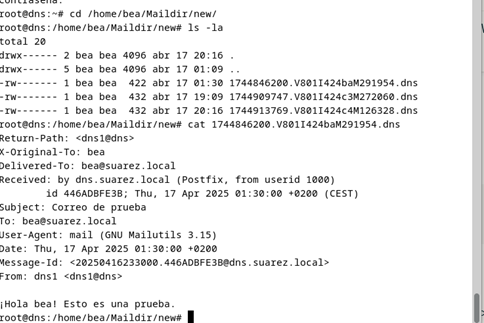 contraseña:
root@dns:~# cd /home/bea/Maildir/new/
root@dns:/home/bea/Maildir/new# ls -la
total 20
drwx------ 2 bea bea 4096 abr 17 20:16 .
drwx------ 5 bea bea 4096 abr 17 01:09 ..
-rw------- 1 bea bea  422 abr 17 01:30 1744846200.V801I424baM291954.dns
-rw------- 1 bea bea  432 abr 17 19:09 1744909747.V801I424c3M272060.dns
-rw------- 1 bea bea  432 abr 17 20:16 1744913769.V801I424c4M126328.dns
root@dns:/home/bea/Maildir/new# cat 1744846200.V801I424baM291954.dns
Return-Path: <dns1@dns>
X-Original-To: bea
Delivered-To: bea@suarez.local
Received: by dns.suarez.local (Postfix, from userid 1000)
        id 446ADBFE3B; Thu, 17 Apr 2025 01:30:00 +0200 (CEST)
Subject: Correo de prueba
To: bea@suarez.local
User-Agent: mail (GNU Mailutils 3.15)
Date: Thu, 17 Apr 2025 01:30:00 +0200
Message-Id: <20250416233000.446ADBFE3B@dns.suarez.local>
From: dns1 <dns1@dns>
¡Hola bea! Esto es una prueba.
root@dns:/home/bea/Maildir/new#